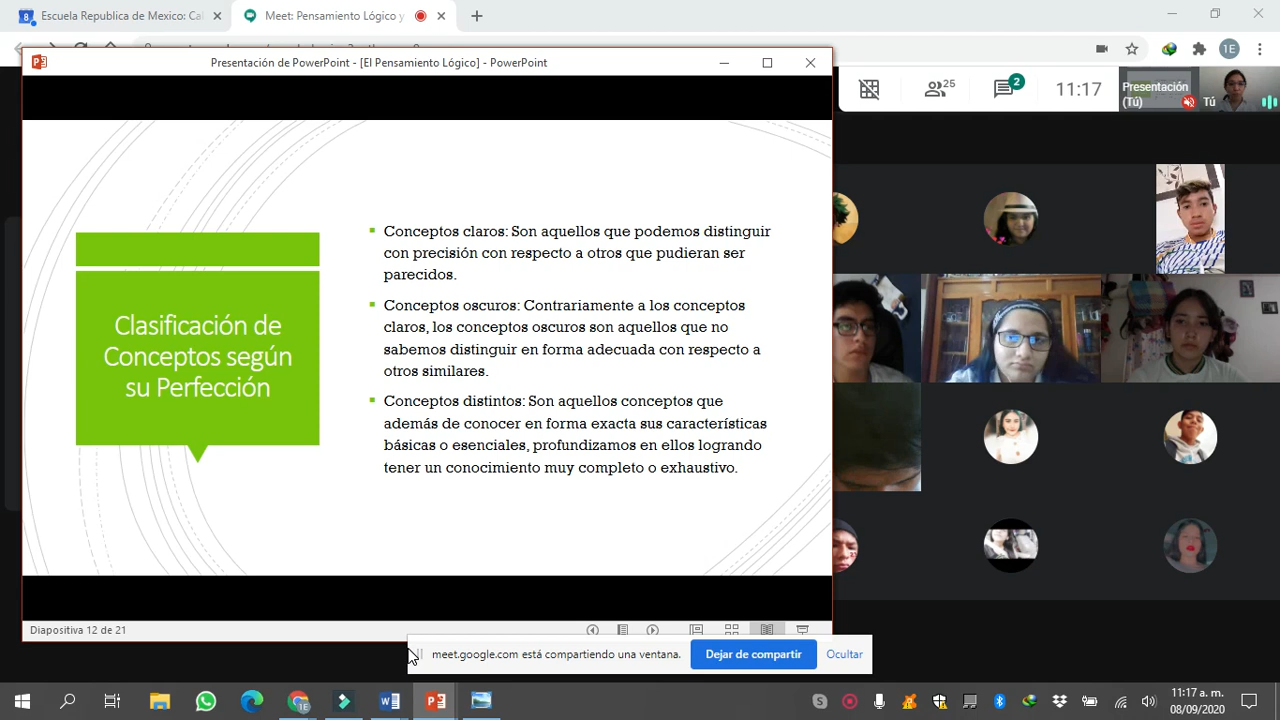 Escuela Republica de Mexico: Cal
Meet: Pensamiento Lógico y
1E
Presentación de PowerPoint - [El Pensamiento Lógico] - PowerPoint
25
2
11:17
Presentación
(Tú)
Tú
Clasificación de
Conceptos según
su Perfección
Conceptos claros: Son aquellos que podemos distinguir
con precisión con respecto a otros que pudieran ser
parecidos.
Conceptos oscuros: Contrariamente a los conceptos
claros, los conceptos oscuros son aquellos que no
sabemos distinguir en forma adecuada con respecto a
otros similares.
Conceptos distintos: Son aquellos conceptos que
además de conocer en forma exacta sus características
básicas o esenciales, profundizamos en ellos logrando
tener un conocimiento muy completo o exhaustivo.
Diapositiva 12 de 21
meet.google.com está compartiendo una ventana.
Dejar de compartir
Ocultar
11:17 a. m.
08/09/2020